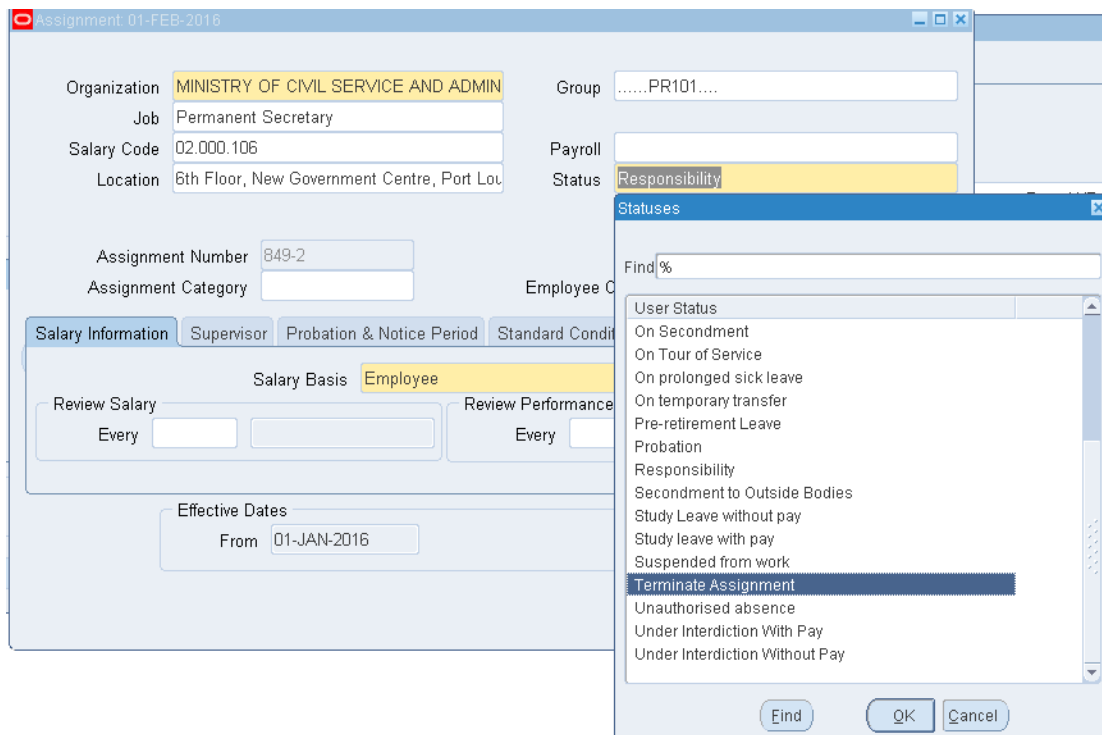 Assignment: 01-FEB-2016
Organization MINISTRY OF CIVIL SERVICE AND ADMIN Group ......PR101....
Job Permanent Secretary
Salary Code 02.000.106 Payroll
Location 6th Floor, New Government Centre, Port Lou Status Responsibility
Statuses
Assignment Number 849-2
Find %
Assignment Category Employee C
User Status
Salary Information Supervisor Probation & Notice Period Standard Condit
On Secondment
On Tour of Service
Salary Basis Employee
On prolonged sick leave
Review Salary Review Performance
On temporary transfer
Pre-retirement Leave
Every Every
Probation
Responsibility
Secondment to Outside Bodies
Effective Dates
Study Leave without pay
From 01-JAN-2016
Study leave with pay
Suspended from work
Terminate Assignment
Unauthorised absence
Under Interdiction With Pay
Under Interdiction Without Pay
Find OK Cancel